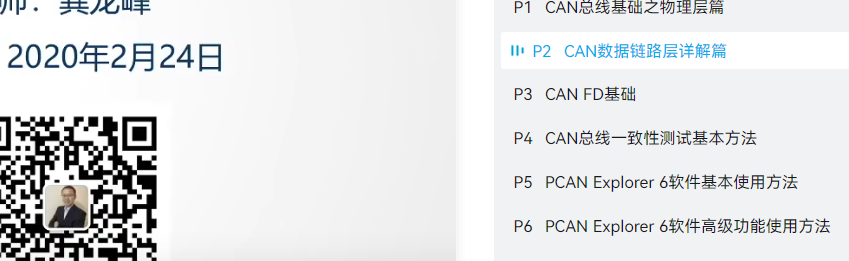 师：龚龙峰
2020年2月24日
P1 CAN总线基础之物理层篇
P2 CAN数据链路层详解篇
P3 CAN FD基础
P4 CAN总线一致性测试基本方法
P5 PCAN Explorer 6软件基本使用方法
P6 PCAN Explorer 6软件高级功能使用方法